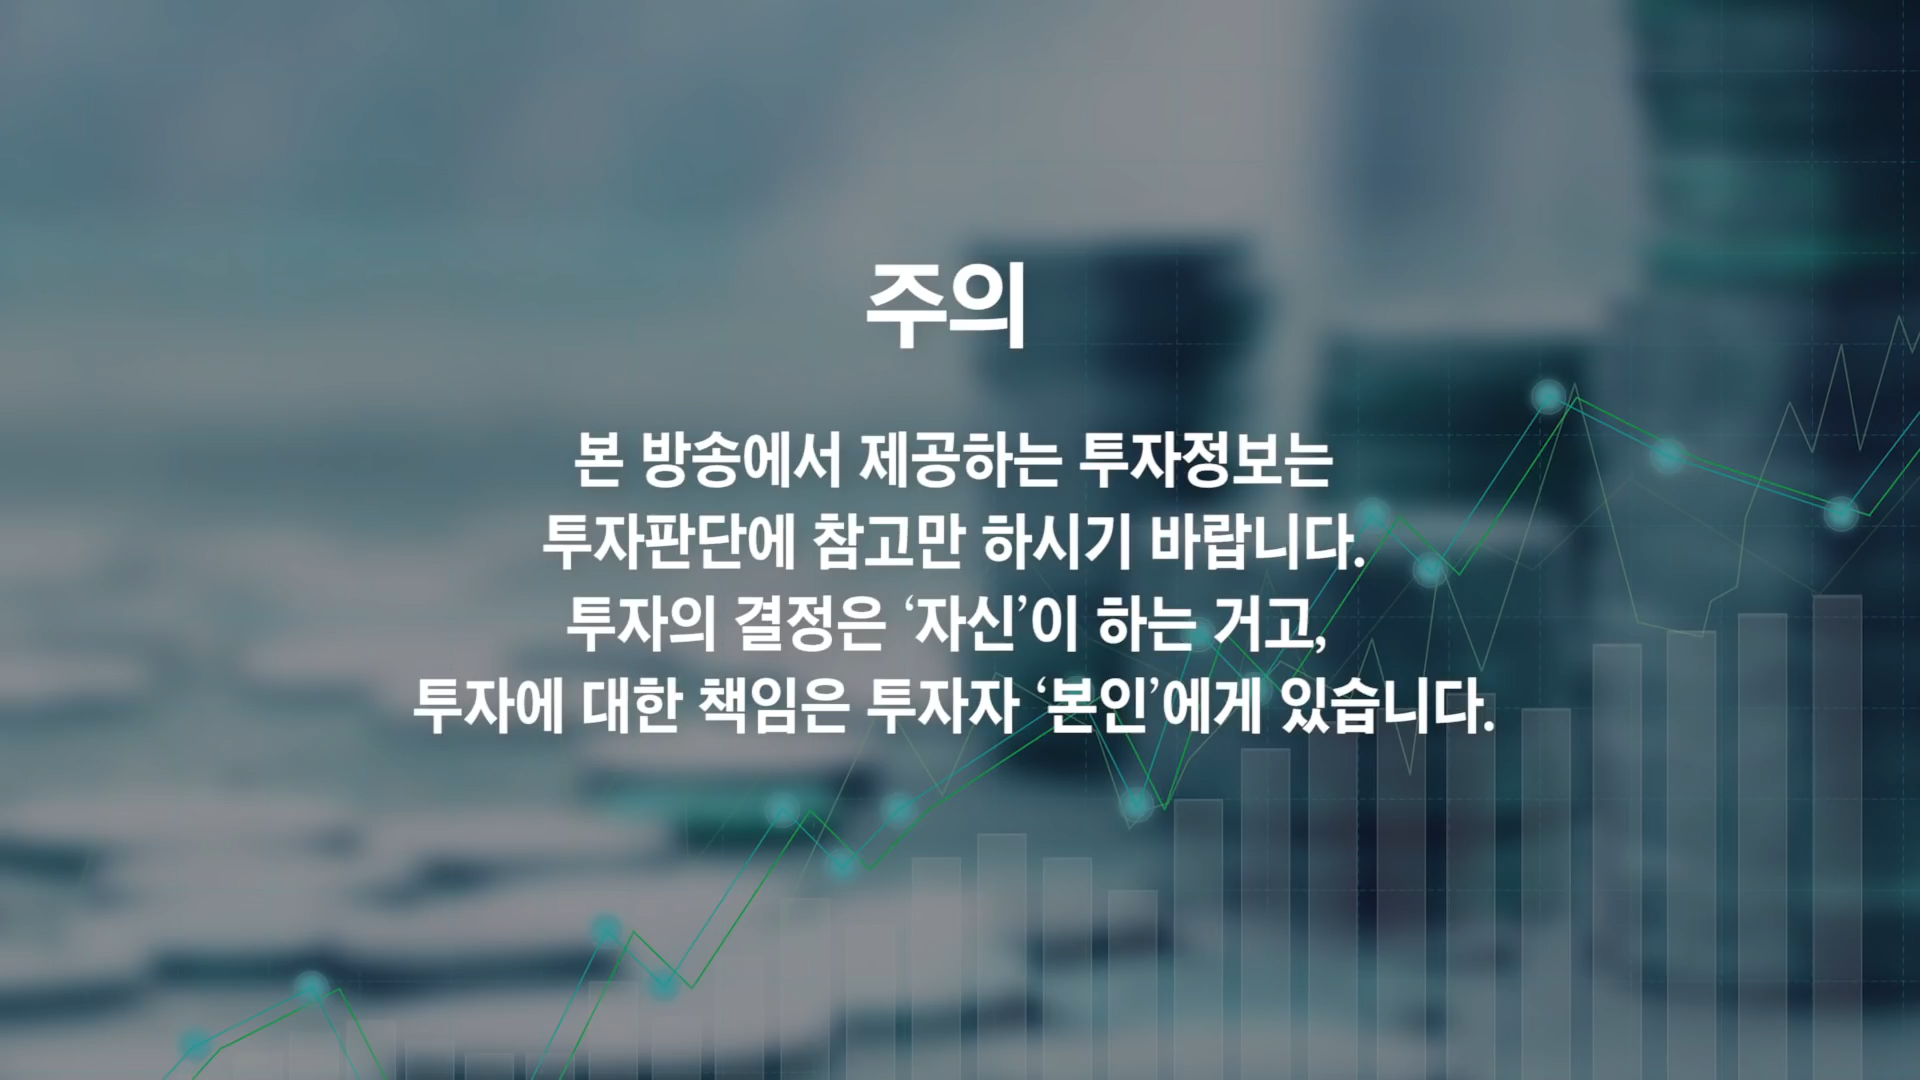 주의
본 방송에서 제공하는 투자정보는
투자판단에 참고만 하시기 바랍니다.
투자의 결정은 ‘자신’이 하는 거고,
투자에 대한 책임은 투자자 ‘본인’에게 있습니다.